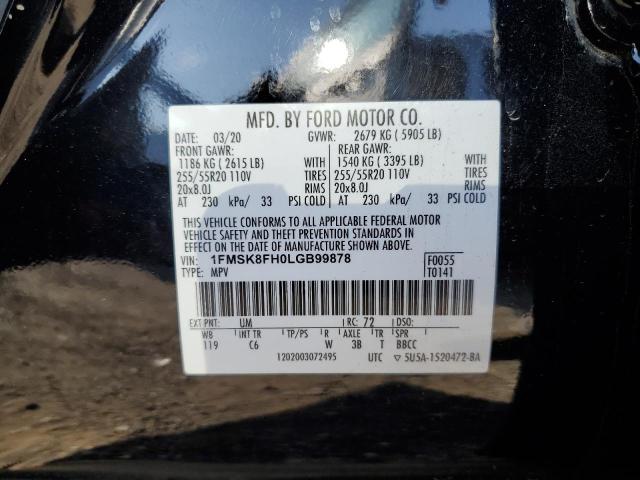 MFD. BY FORD MOTOR CO.
DATE: 03/20 GVWR: 2679 KG ( 5905 LB)
FRONT GAWR: REAR GAWR:
1186 KG ( 2615 LB) WITH 1540 KG ( 3395 LB) WITH
255/55R20 110V TIRES 255/55R20 110V TIRES
20x8.0J RIMS 20x8.0J RIMS
AT 230 kPa/ 33 PSI COLD AT 230 kPa/ 33 PSI COLD
THIS VEHICLE CONFORMS TO ALL APPLICABLE FEDERAL MOTOR
VEHICLE SAFETY AND THEFT PREVENTION STANDARDS IN
EFFECT ON THE DATE OF MANUFACTURE SHOWN ABOVE.
VIN: 1FMSK8FH0LGB99878 F0055
TYPE: MPV T0141
EXT PNT: UM RC: 72 DSO:
WB INT TR TP/PS R AXLE TR SPR
119 C6 W 3B T BBCC
1202003072495 UTC 5U5A-1520472-BA